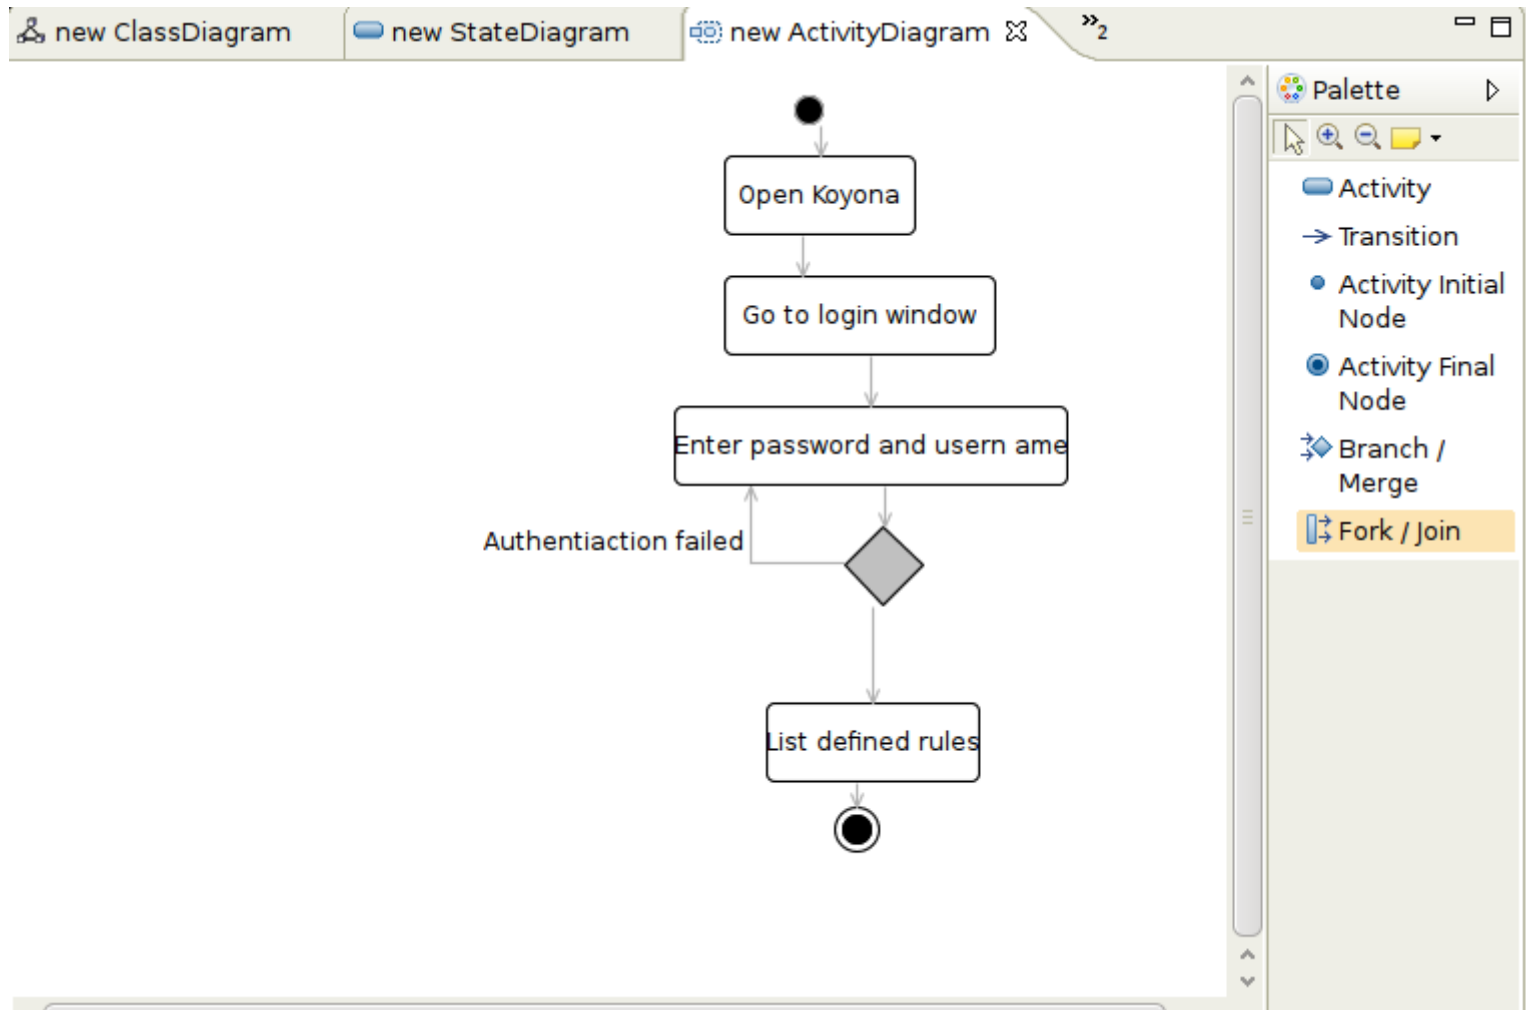 new ClassDiagram
new StateDiagram
new ActivityDiagram
»2
Palette
Open Koyona
Go to login window
Enter password and usern ame
Authentiaction failed
List defined rules
Activity
Transition
Activity Initial
Node
Activity Final
Node
Branch /
Merge
Fork / Join